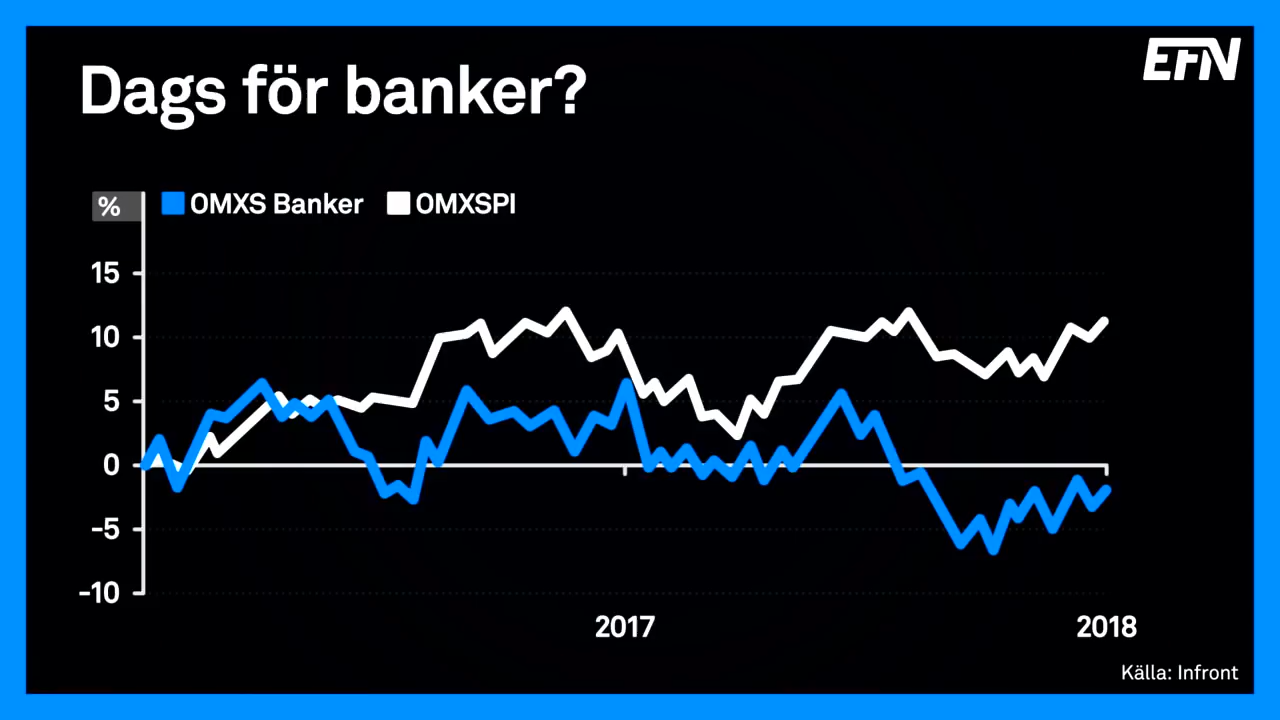 EFN
Dags för banker?
% OMXS Banker OMXSPI
15
10
5
0
-5
-10
2017 2018
Källa: Infront